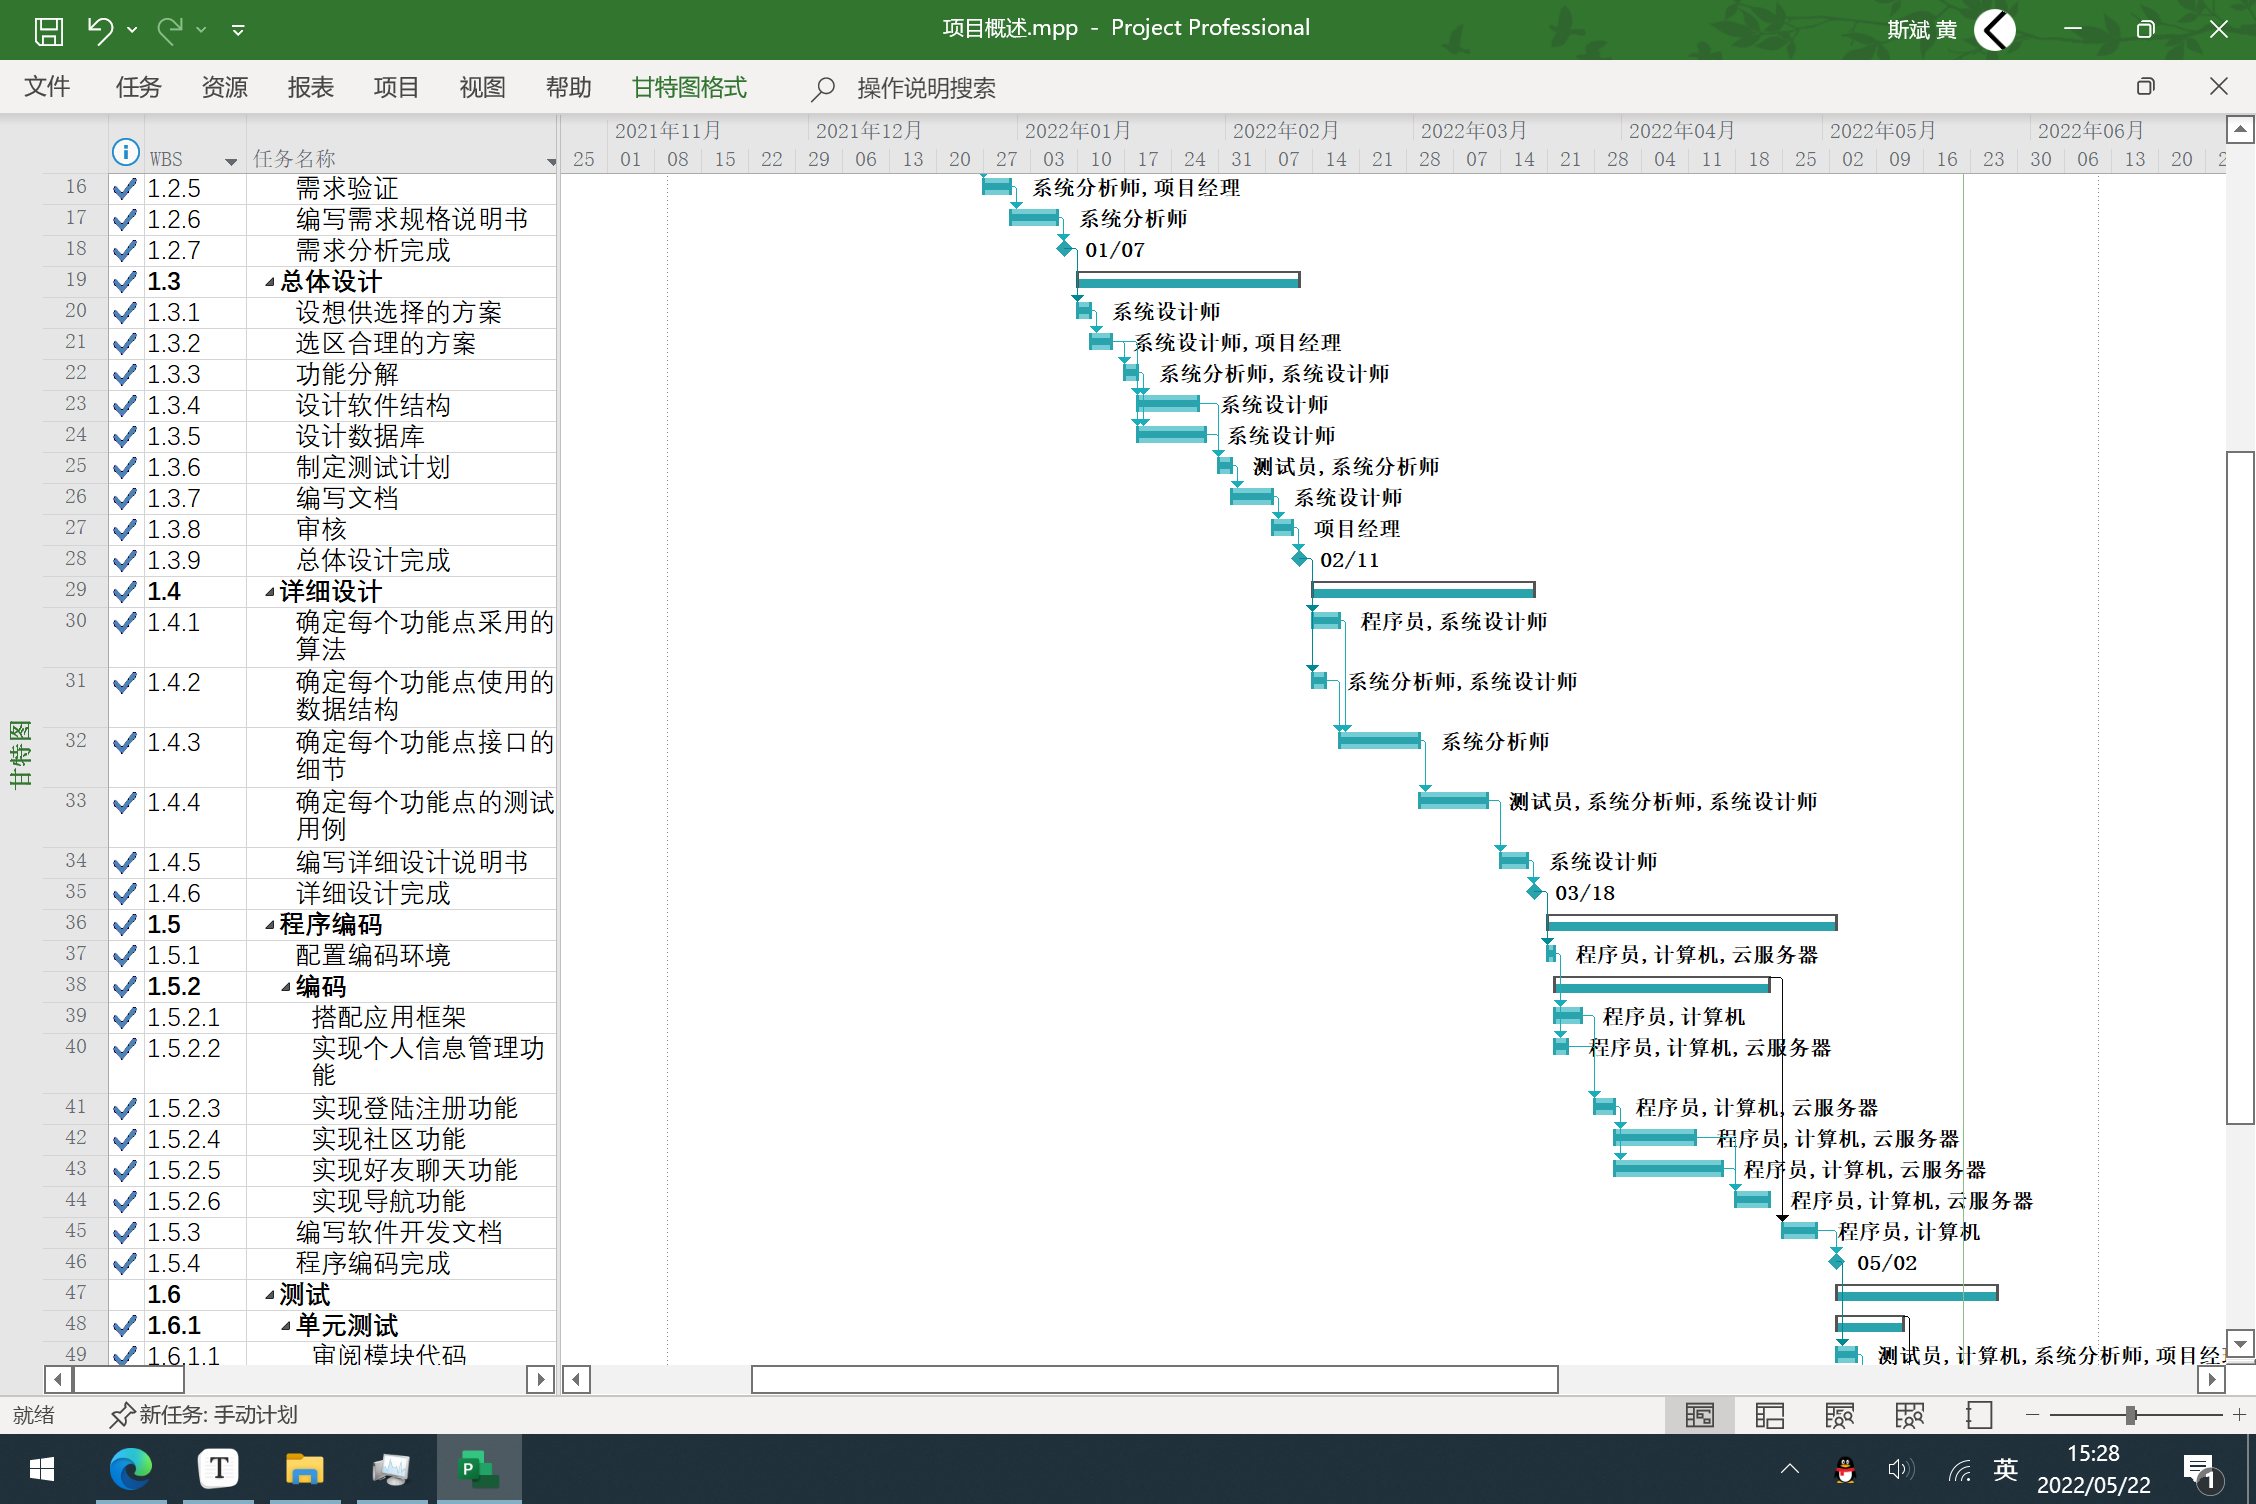 项目概述.mpp - Project Professional
斯斌 黄
文件 任务 资源 报表 项目 视图 帮助 甘特图格式 操作说明搜索
2021年11月 2021年12月 2022年01月 2022年02月 2022年03月 2022年04月 2022年05月 2022年06月
WBS 任务名称 25 01 08 15 22 29 06 13 20 27 03 10 17 24 31 07 14 21 28 07 14 21 28 04 11 18 25 02 09 16 23 30 06 13 20
16 1.2.5 需求验证 系统分析师,项目经理
17 1.2.6 编写需求规格说明书 系统分析师
18 1.2.7 需求分析完成 01/07
19 1.3 总体设计
20 1.3.1 设想供选择的方案 系统设计师
21 1.3.2 选区合理的方案 系统设计师,项目经理
22 1.3.3 功能分解 系统分析师,系统设计师
23 1.3.4 设计软件结构 系统设计师
24 1.3.5 设计数据库 系统设计师
25 1.3.6 制定测试计划 测试员,系统分析师
26 1.3.7 编写文档 系统设计师
27 1.3.8 审核 项目经理
28 1.3.9 总体设计完成 02/11
29 1.4 详细设计
30 1.4.1 确定每个功能点采用的 程序员,系统设计师
算法
31 1.4.2 确定每个功能点使用的 系统分析师,系统设计师
数据结构
32 1.4.3 确定每个功能点接口的 系统分析师
细节
33 1.4.4 确定每个功能点的测试 测试员,系统分析师,系统设计师
用例
34 1.4.5 编写详细设计说明书 系统设计师
35 1.4.6 详细设计完成 03/18
36 1.5 程序编码
37 1.5.1 配置编码环境 程序员,计算机,云服务器
38 1.5.2 编码
39 1.5.2.1 搭配应用框架 程序员,计算机
40 1.5.2.2 实现个人信息管理功 程序员,计算机,云服务器
能
41 1.5.2.3 实现登陆注册功能 程序员,计算机,云服务器
42 1.5.2.4 实现社区功能 程序员,计算机,云服务器
43 1.5.2.5 实现好友聊天功能 程序员,计算机,云服务器
44 1.5.2.6 实现导航功能 程序员,计算机,云服务器
45 1.5.3 编写软件开发文档 程序员,计算机
46 1.5.4 程序编码完成 05/02
47 1.6 测试
48 1.6.1 单元测试
49 1.6.1.1 审阅模块代码 测试员,计算机,系统分析师,项目经
甘特图
就绪 新任务: 手动计划
英 15:28
2022/05/22
1